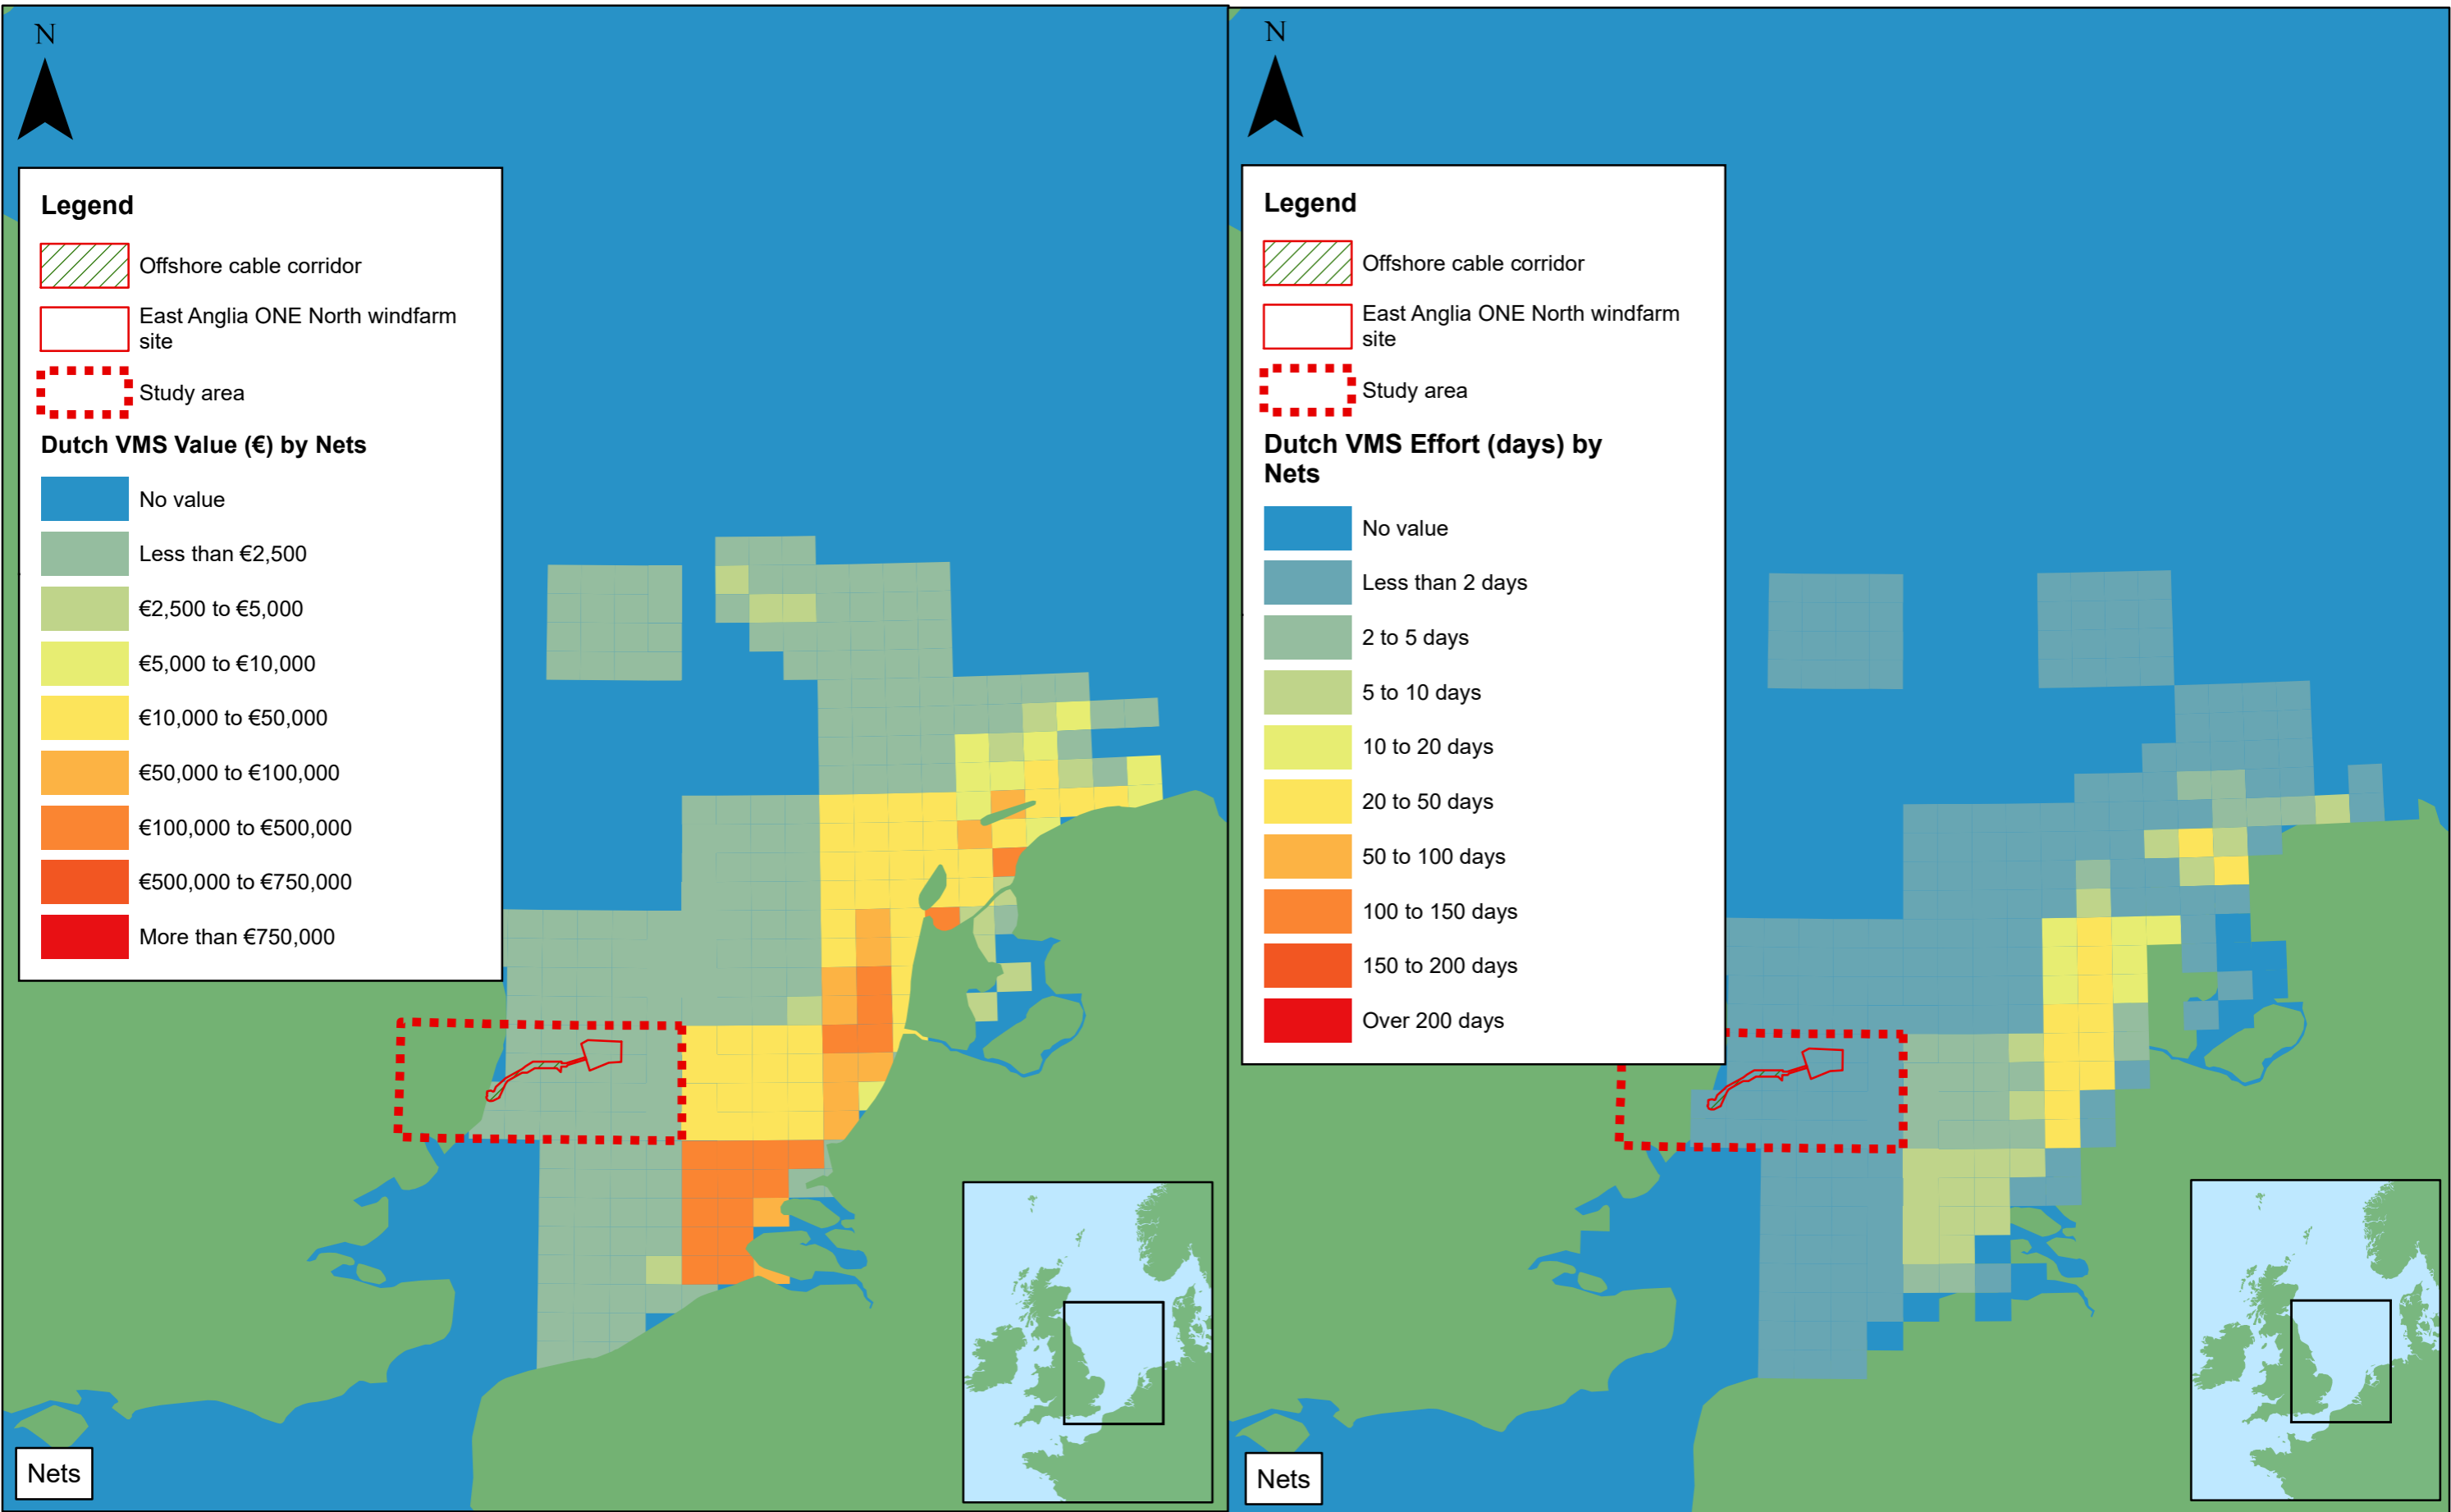 N
Legend
Offshore cable corridor
East Anglia ONE North windfarm
site
Study area
Dutch VMS Value (€) by Nets
No value
Less than €2,500
€2,500 to €5,000
€5,000 to €10,000
€10,000 to €50,000
€50,000 to €100,000
€100,000 to €500,000
€500,000 to €750,000
More than €750,000
Nets
N
Legend
Offshore cable corridor
East Anglia ONE North windfarm
site
Study area
Dutch VMS Effort (days) by
Nets
No value
Less than 2 days
2 to 5 days
5 to 10 days
10 to 20 days
20 to 50 days
50 to 100 days
100 to 150 days
150 to 200 days
Over 200 days
Nets